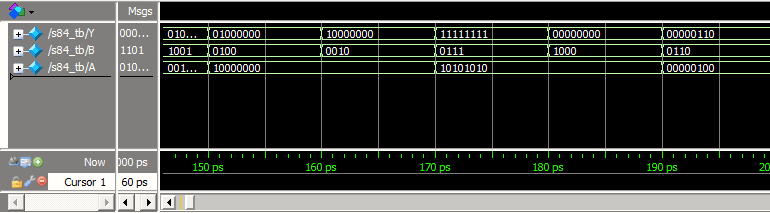 Msgs
/s84_tb/Y 000... 010... 01000000 10000000 11111111 00000000 00000110
/s84_tb/B 1101 1001 0100 0010 0111 1000 0110
/s84_tb/A 010... 001... 10000000 10101010 00000100
Now 000 ps 150 ps 160 ps 170 ps 180 ps 190 ps 20
Cursor 1 60 ps